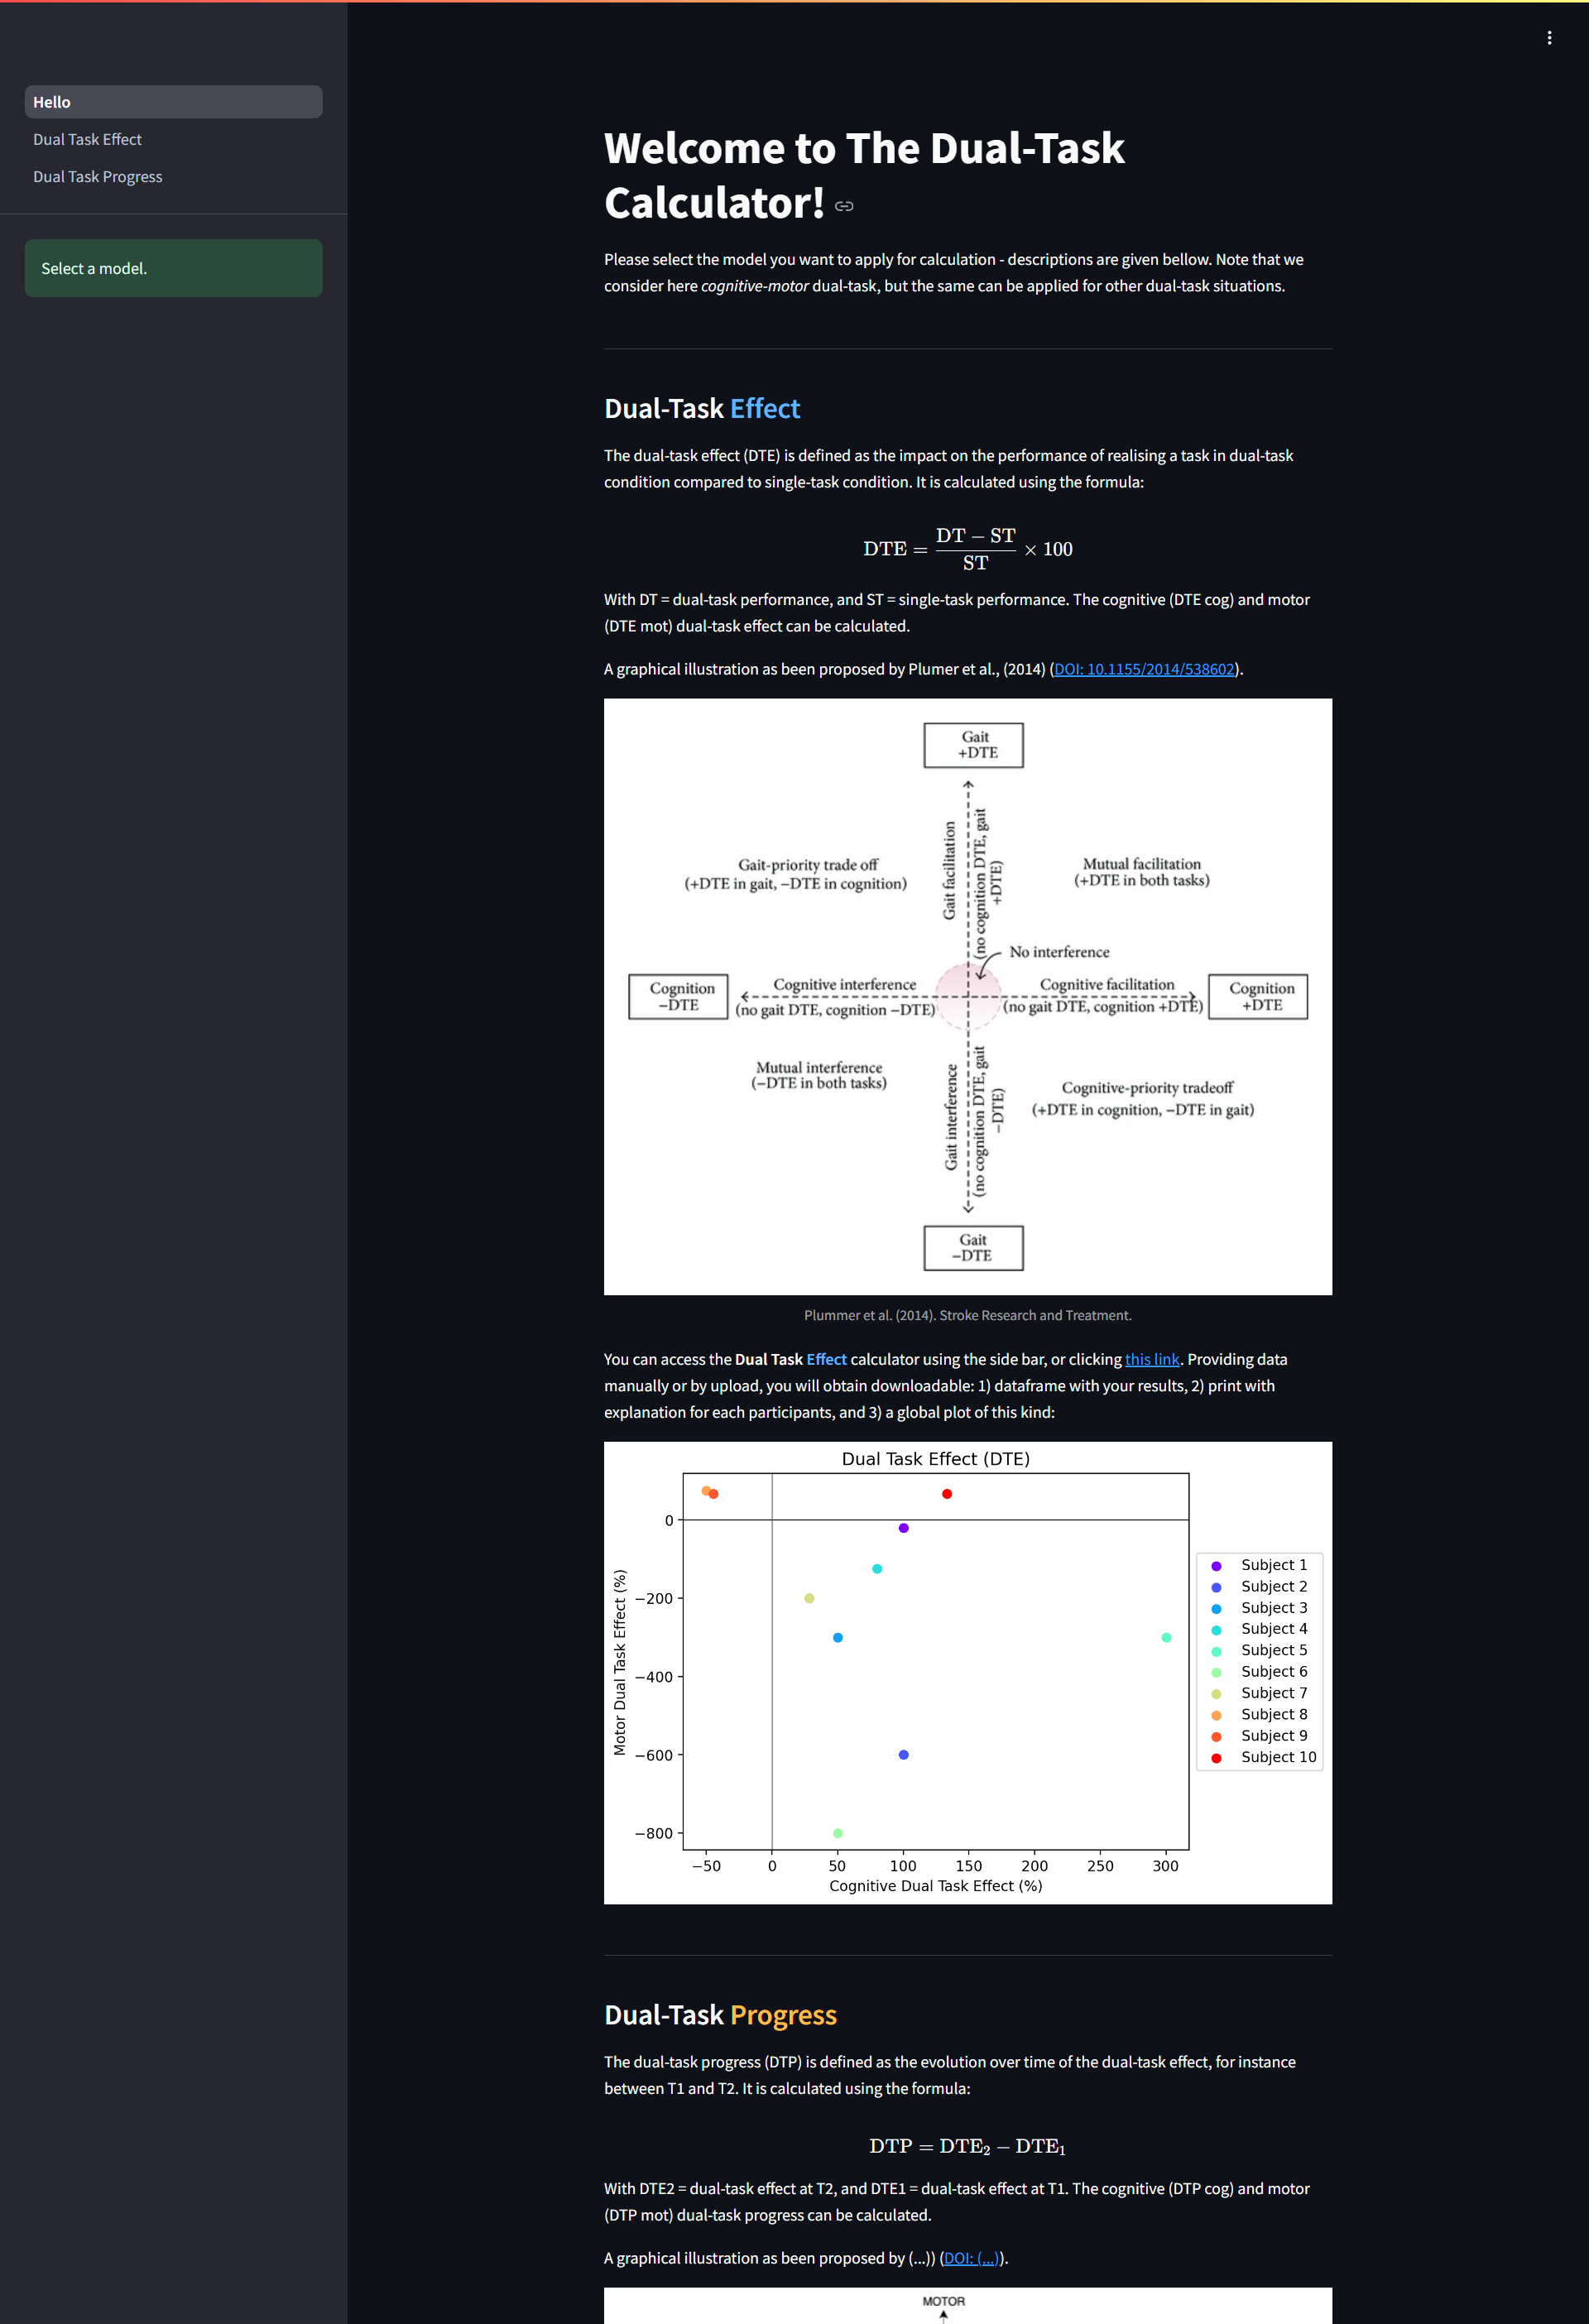 Hello
Dual Task Effect
Dual Task Progress
Select a model.
Welcome to The Dual-Task
Calculator!
Please select the model you want to apply for calculation - descriptions are given bellow. Note that we
consider here cognitive-motor dual-task, but the same can be applied for other dual-task situations.
Dual-Task Effect
The dual-task effect (DTE) is defined as the impact on the performance of realising a task in dual-task
condition compared to single-task condition. It is calculated using the formula:
DTE = (DT − ST) / ST × 100
With DT = dual-task performance, and ST = single-task performance. The cognitive (DTE cog) and motor
(DTE mot) dual-task effect can be calculated.
A graphical illustration as been proposed by Plumer et al., (2014) (DOI: 10.1155/2014/538602).
Gait
+DTE
Gait-priority trade off
(+DTE in gait, −DTE in cognition)
Gait facilitation
(no cognition DTE, gait
+DTE)
Mutual facilitation
(+DTE in both tasks)
No interference
Cognition
−DTE
Cognitive interference
(no gait DTE, cognition −DTE)
Cognitive facilitation
(no gait DTE, cognition +DTE)
Cognition
+DTE
Mutual interference
(−DTE in both tasks)
Gait interference
(no cognition DTE, gait
−DTE)
Cognitive-priority tradeoff
(+DTE in cognition, −DTE in gait)
Gait
−DTE
Plummer et al. (2014). Stroke Research and Treatment.
You can access the Dual Task Effect calculator using the side bar, or clicking this link. Providing data
manually or by upload, you will obtain downloadable: 1) dataframe with your results, 2) print with
explanation for each participants, and 3) a global plot of this kind:
Dual Task Effect (DTE)
Motor Dual Task Effect (%)
0
−200
−400
−600
−800
−50 0 50 100 150 200 250 300
Cognitive Dual Task Effect (%)
Subject 1
Subject 2
Subject 3
Subject 4
Subject 5
Subject 6
Subject 7
Subject 8
Subject 9
Subject 10
Dual-Task Progress
The dual-task progress (DTP) is defined as the evolution over time of the dual-task effect, for instance
between T1 and T2. It is calculated using the formula:
DTP = DTE₂ − DTE₁
With DTE2 = dual-task effect at T2, and DTE1 = dual-task effect at T1. The cognitive (DTP cog) and motor
(DTP mot) dual-task progress can be calculated.
A graphical illustration as been proposed by (...)) (DOI: (...)).
MOTOR